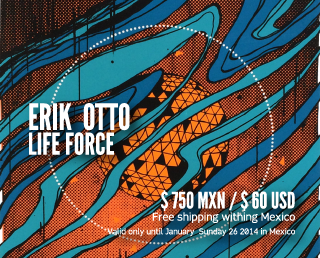 ERIK OTTO
LIFE FORCE
$ 750 MXN / $ 60 USD
Free shipping withing Mexico
*Valid only until January Sunday 26 2014 in Mexico